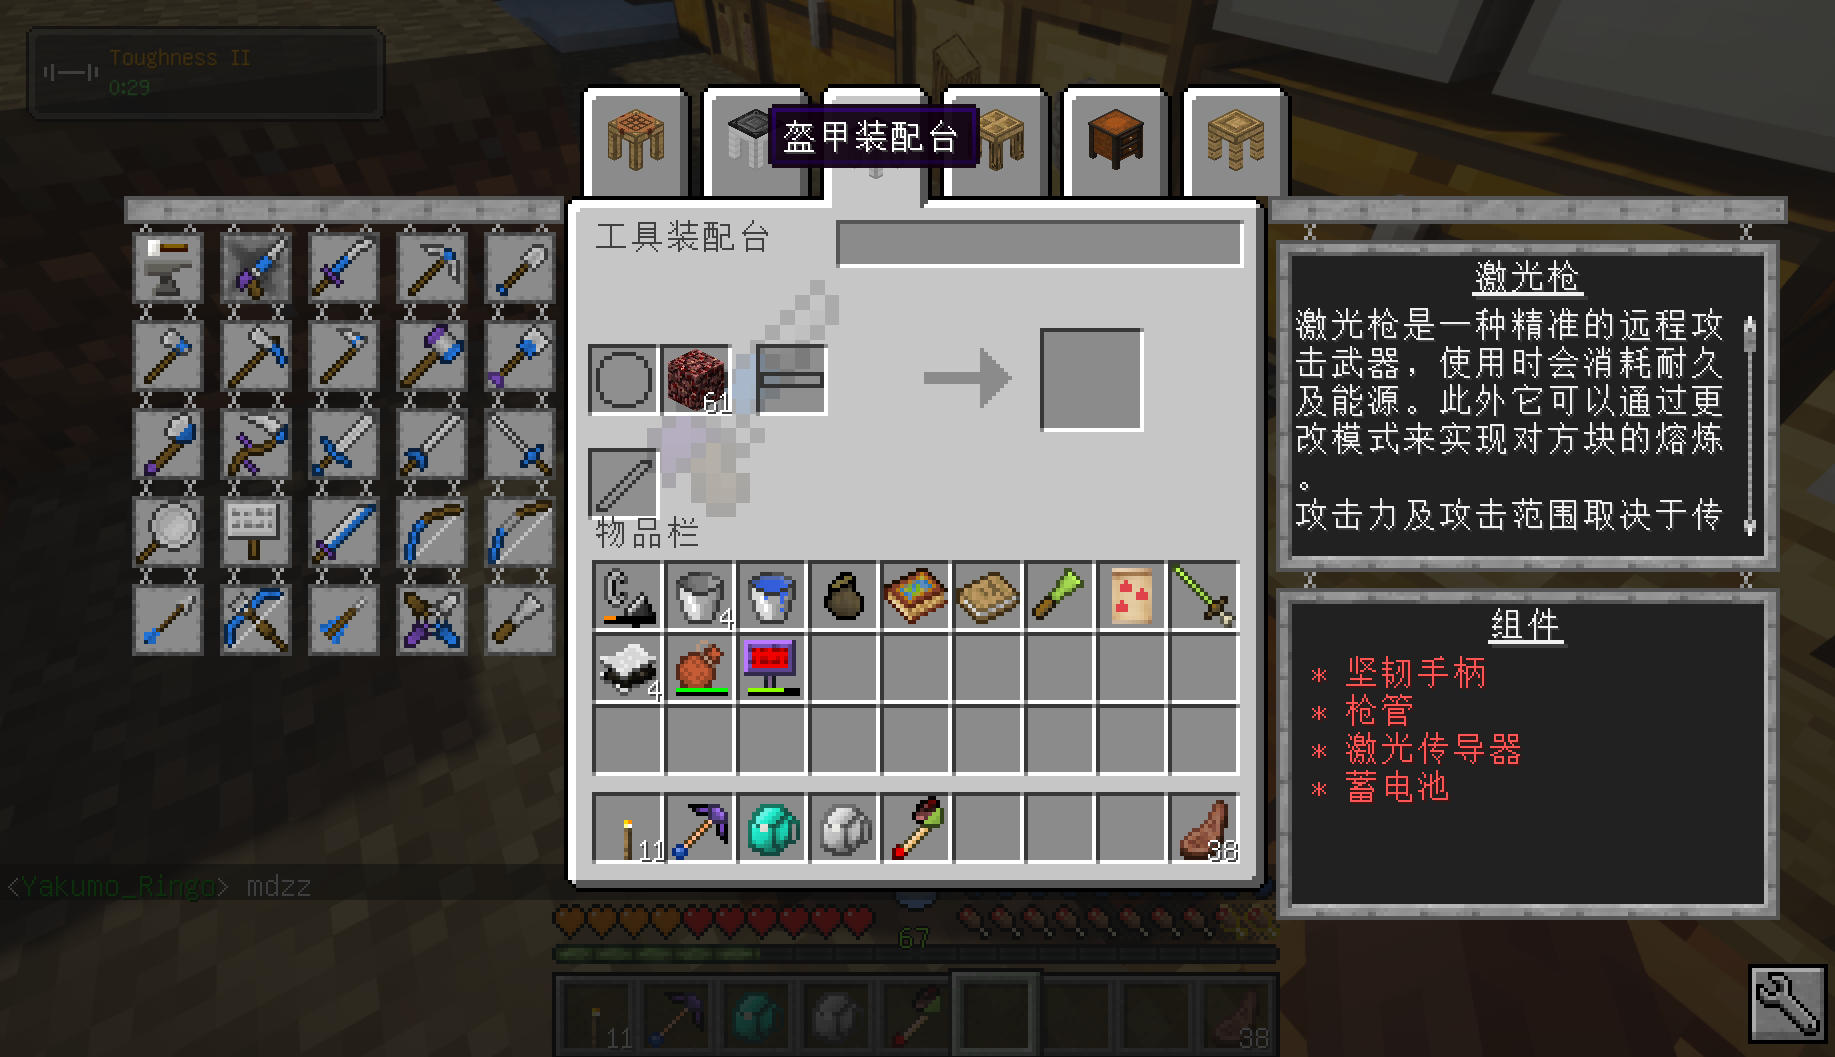 Toughness II
0:29
盔甲装配台
工具装配台
61
物品栏
4
4
11
38
激光枪
激光枪是一种精准的远程攻
击武器，使用时会消耗耐久
及能源。此外它可以通过更
改模式来实现对方块的熔炼
。
攻击力及攻击范围取决于传
组件
* 坚韧手柄
* 枪管
* 激光传导器
* 蓄电池
<Yakumo_Ringo> mdzz
67
11
38